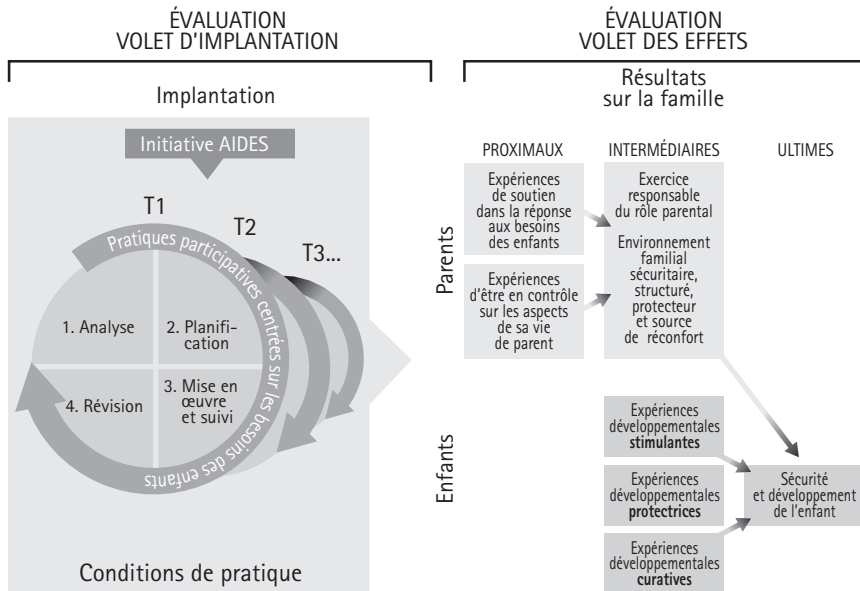 ÉVALUATION
VOLET D'IMPLANTATION
Implantation
Initiative AIDES
T1
T2
T3...
Pratiques participatives centrées sur les besoins des enfants
1. Analyse
2. Planifi-
cation
3. Mise en
œuvre
et suivi
4. Révision
Conditions de pratique
ÉVALUATION
VOLET DES EFFETS
Résultats
sur la famille
PROXIMAUX
INTERMÉDIAIRES
ULTIMES
Parents
Expériences
de soutien
dans la réponse
aux besoins
des enfants
Expériences
d'être en contrôle
sur les aspects
de sa vie
de parent
Exercice
responsable
du rôle parental
Environnement
familial
sécuritaire,
structuré,
protecteur
et source
de réconfort
Enfants
Expériences
développementales
stimulantes
Expériences
développementales
protectrices
Expériences
développementales
curatives
Sécurité
et développement
de l'enfant